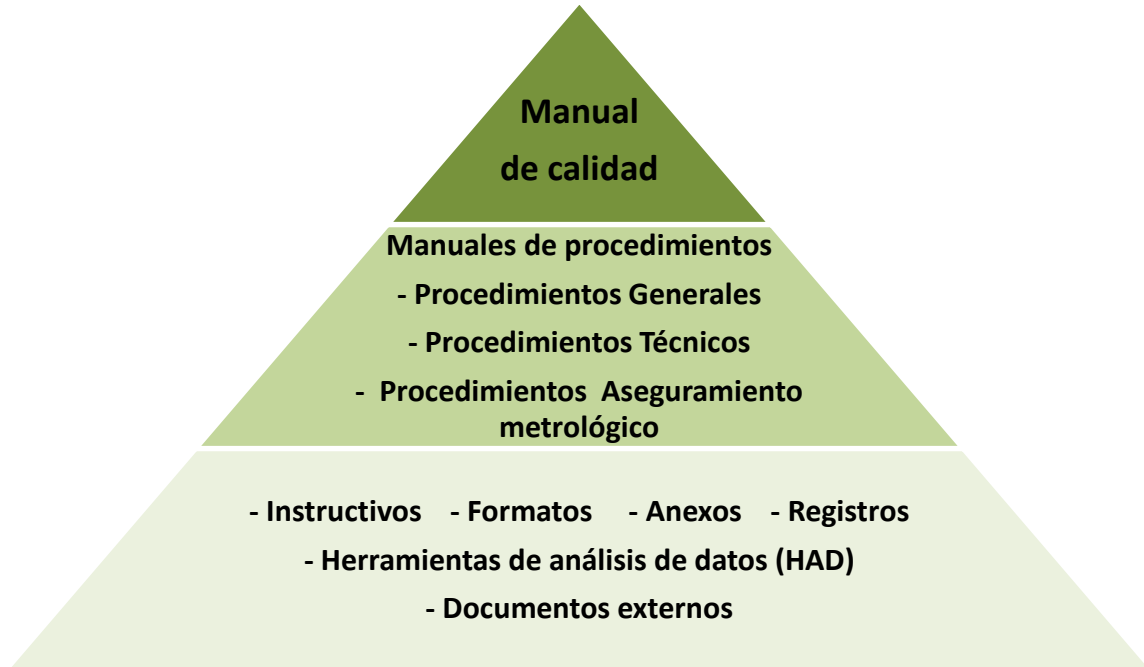 Manual
de calidad
Manuales de procedimientos
- Procedimientos Generales
- Procedimientos Técnicos
- Procedimientos Aseguramiento
metrológico
- Instructivos - Formatos - Anexos - Registros
- Herramientas de análisis de datos (HAD)
- Documentos externos